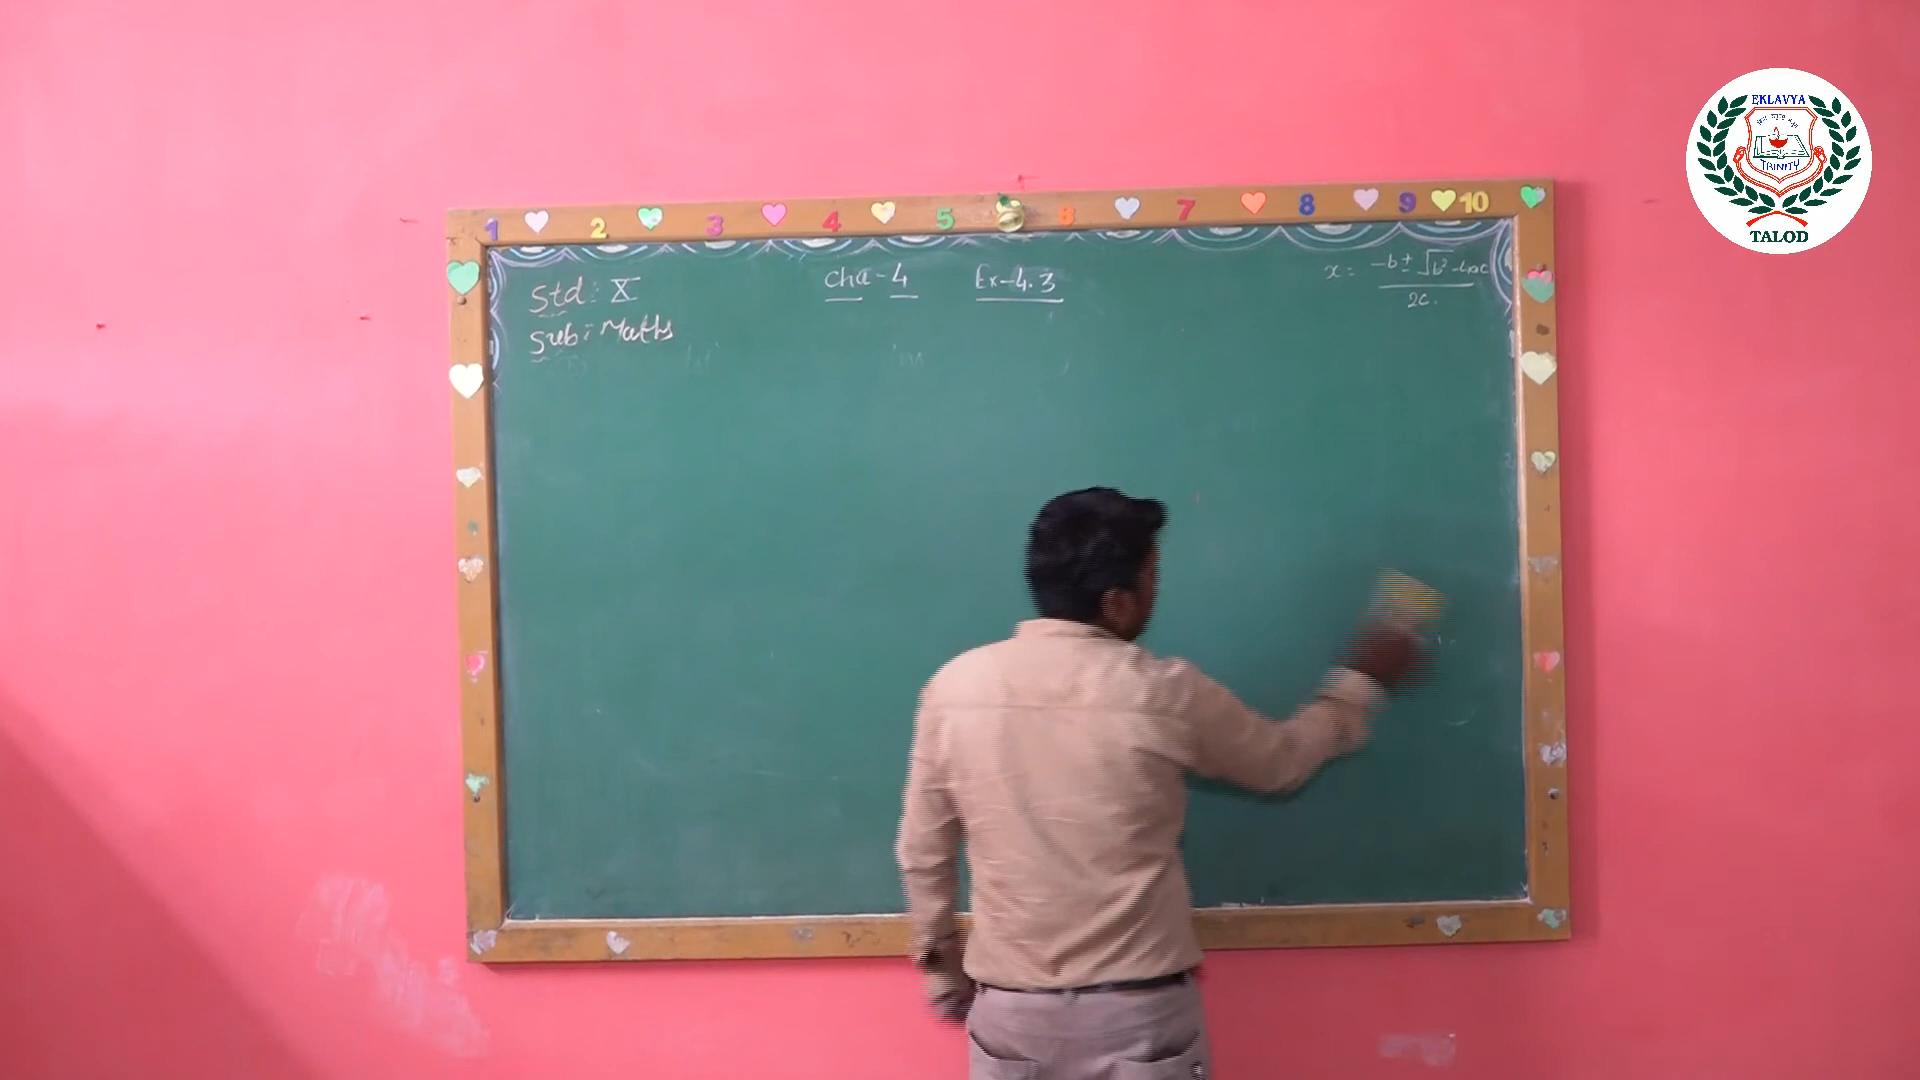 EKLAVYA
TRINITY
TALOD
1 2 3 4 5 6 7 8 9 10
Std : X
Cha - 4
Ex - 4.3
x = -b ± √b² - 4ac
2c.
Sub : Maths